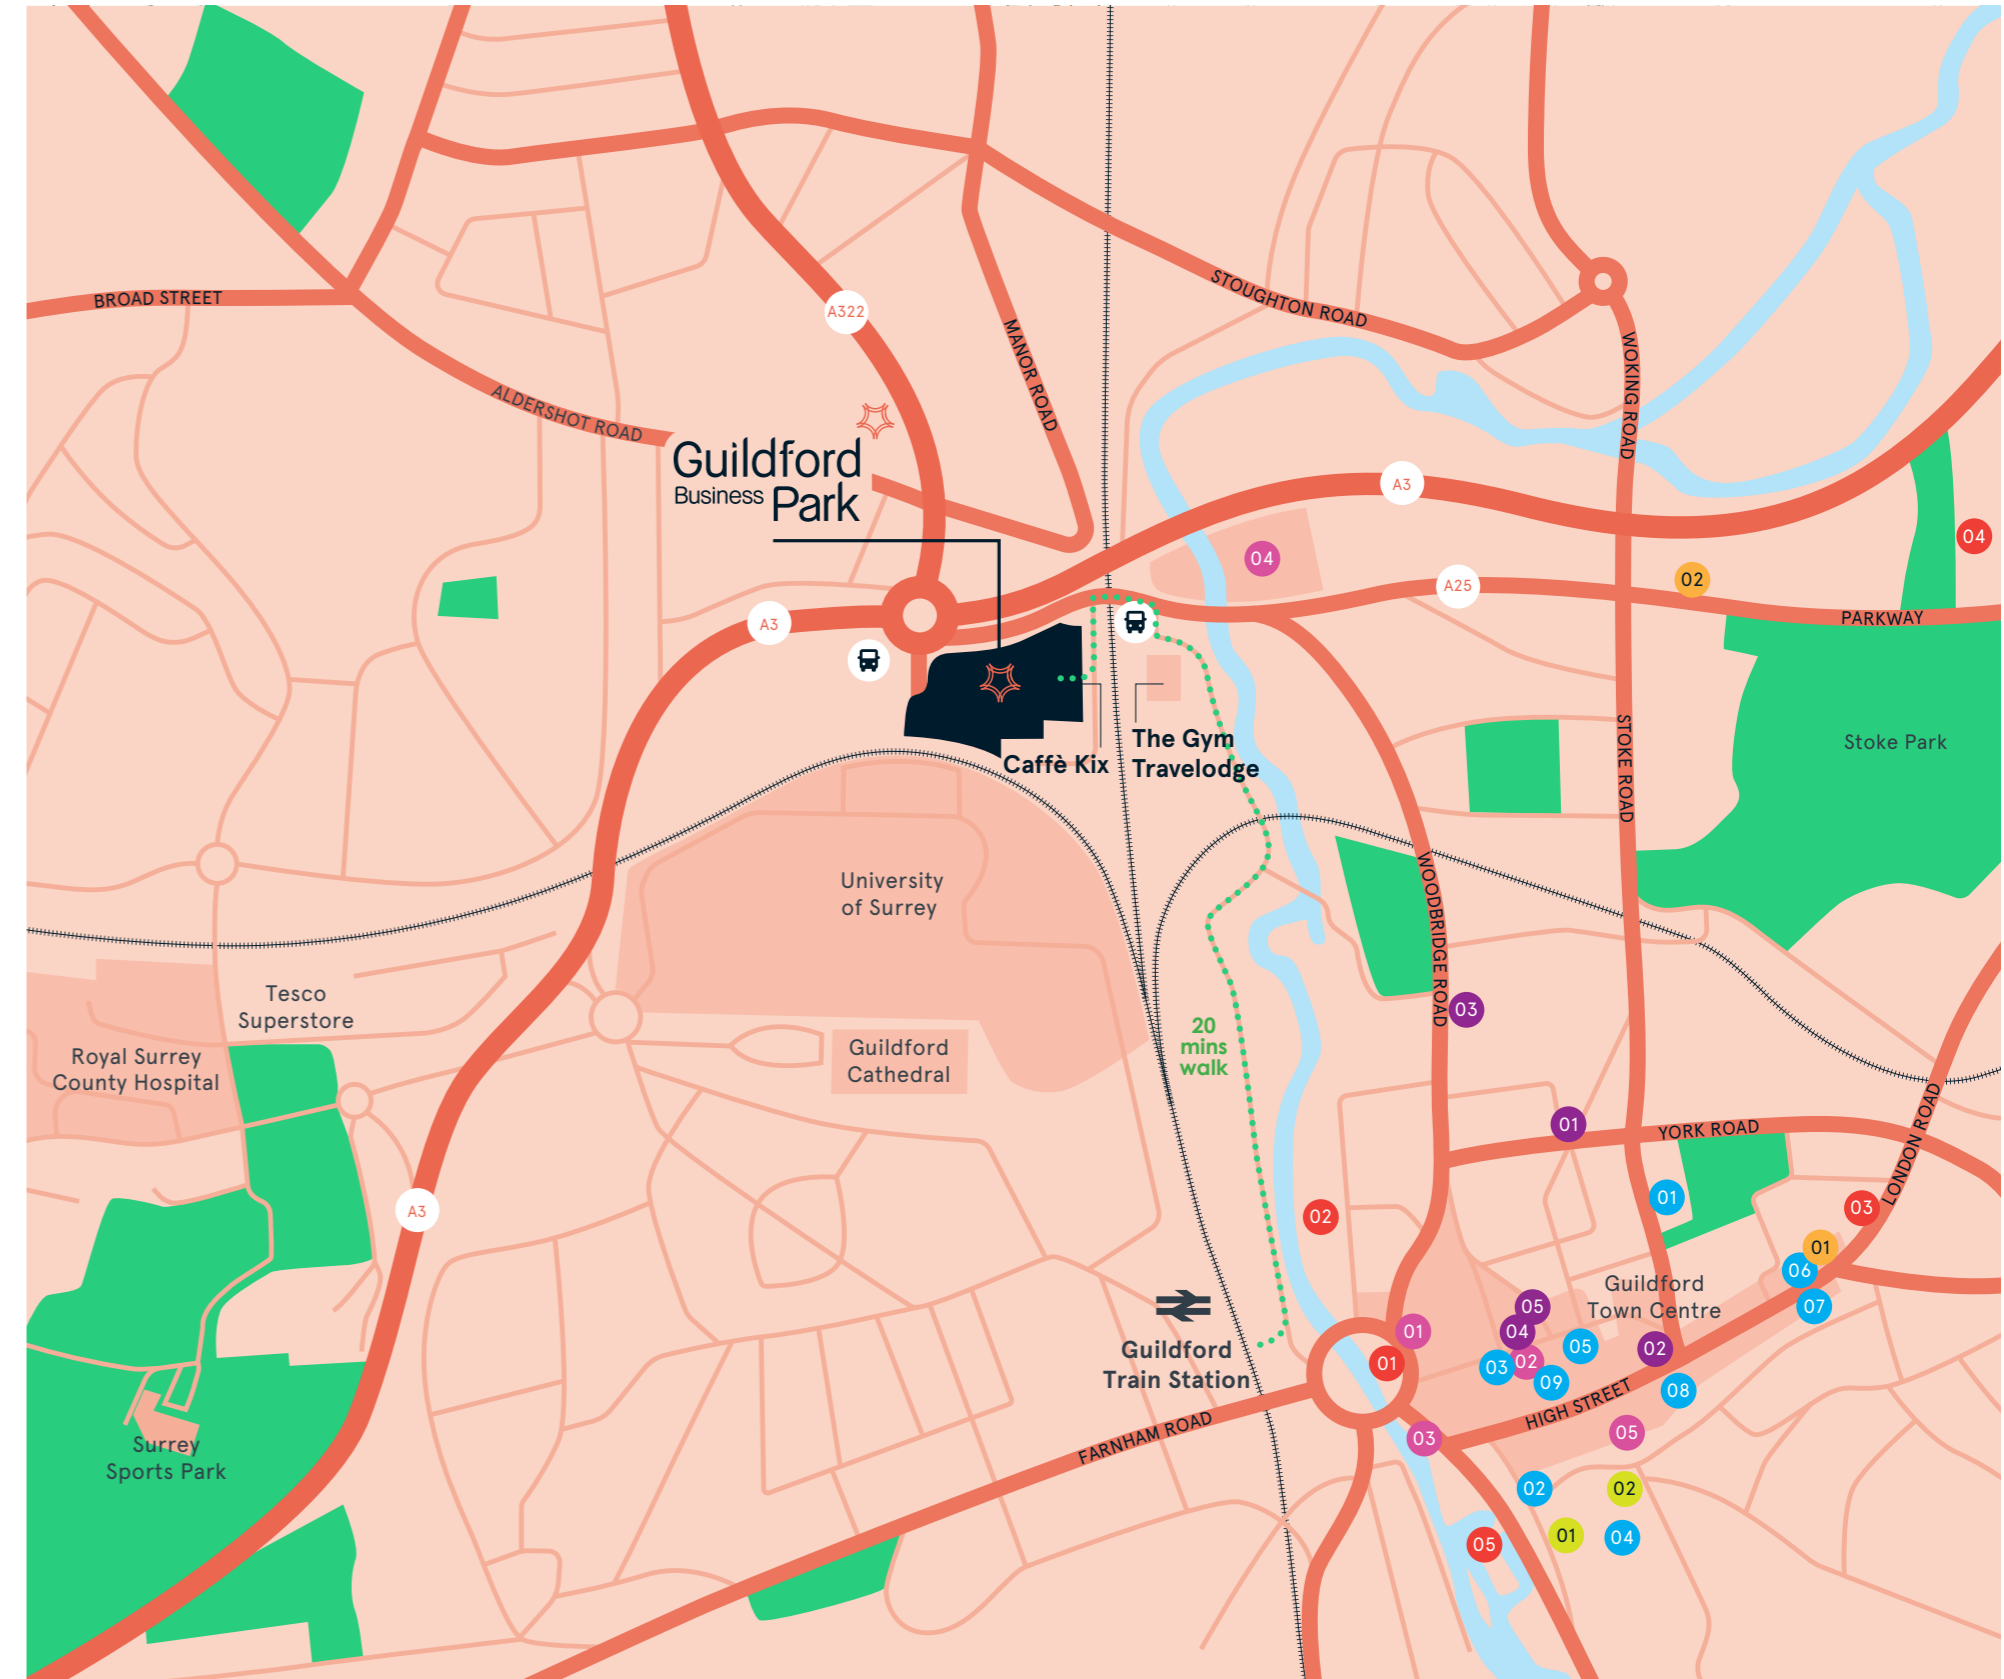 BROAD STREET
A322
STOUGHTON ROAD
MANOR ROAD
WOKING ROAD
ALDERSHOT ROAD
Guildford
Business Park
A3
04
04
A25
02
PARKWAY
A3
Stoke Park
STOKE ROAD
The Gym
Travelodge
Caffè Kix
University
of Surrey
WOODBRIDGE ROAD
03
Tesco
Superstore
20
mins
walk
Royal Surrey
County Hospital
Guildford
Cathedral
01
YORK ROAD
LONDON ROAD
A3
02
01
03
01
06
07
Guildford
Town Centre
05
04
01
01
03
02
05
09
02
08
Guildford
Train Station
FARNHAM ROAD
HIGH STREET
03
05
Surrey
Sports Park
02
02
01
04
05